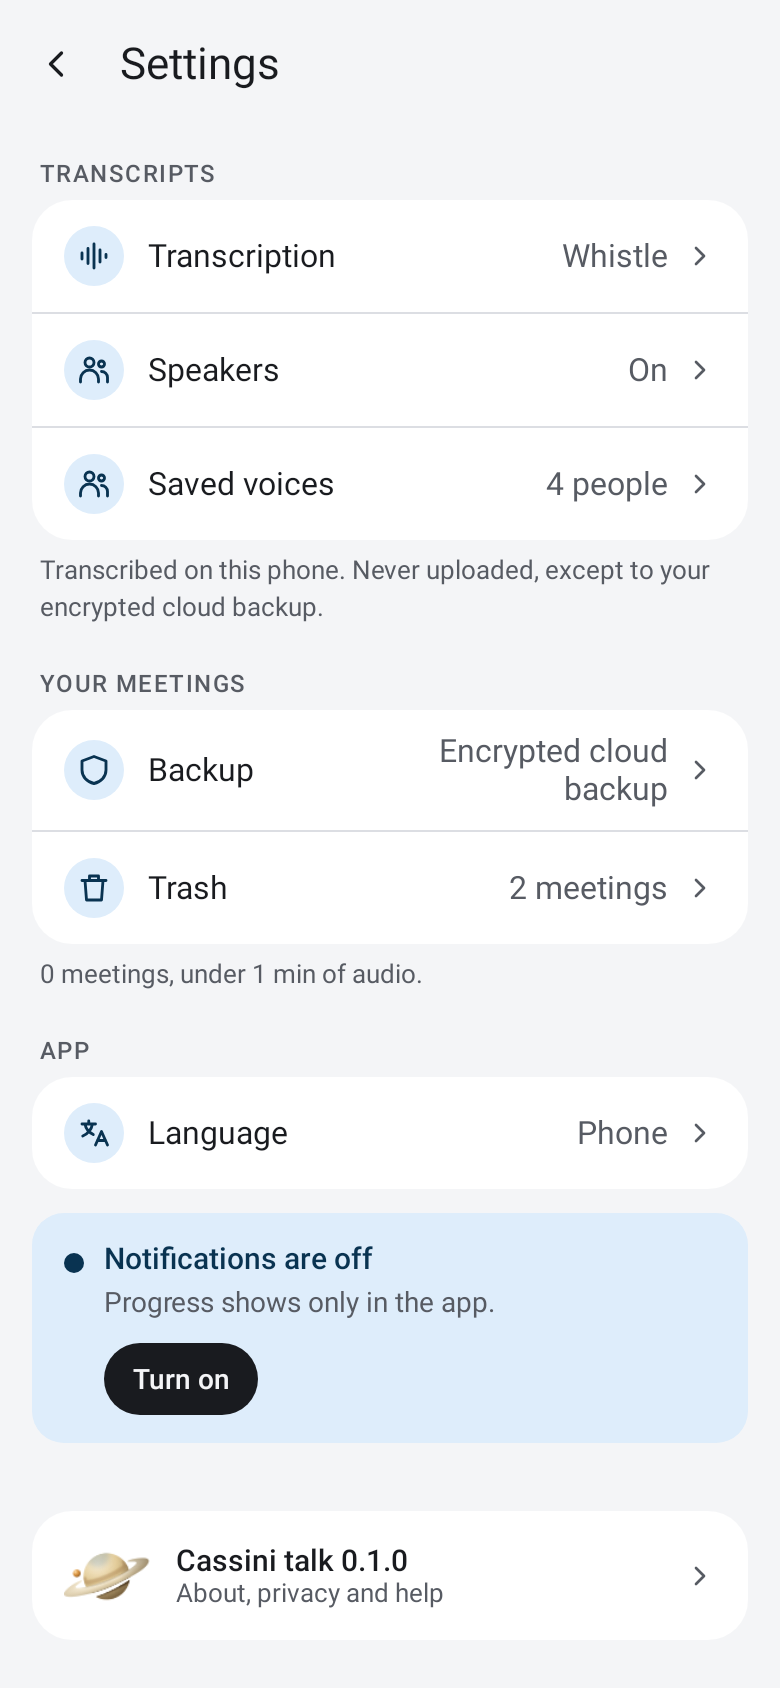 Settings
TRANSCRIPTS
Transcription Whistle
Speakers On
Saved voices 4 people
Transcribed on this phone. Never uploaded, except to your
encrypted cloud backup.
YOUR MEETINGS
Backup Encrypted cloud
backup
Trash 2 meetings
0 meetings, under 1 min of audio.
APP
Language Phone
Notifications are off
Progress shows only in the app.
Turn on
Cassini talk 0.1.0
About, privacy and help